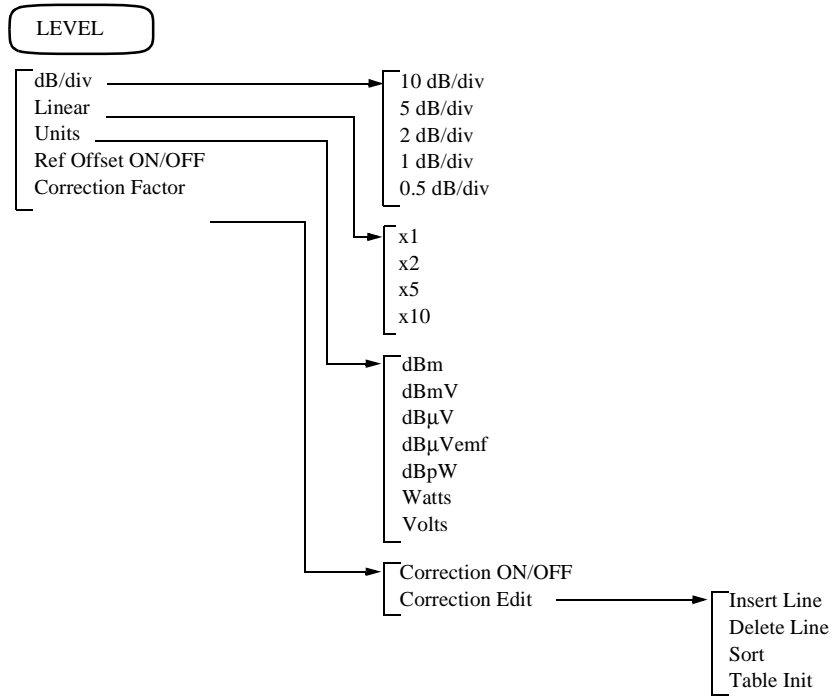 LEVEL
dB/div
Linear
Units
Ref Offset ON/OFF
Correction Factor
10 dB/div
5 dB/div
2 dB/div
1 dB/div
0.5 dB/div
x1
x2
x5
x10
dBm
dBmV
dBμV
dBμVemf
dBpW
Watts
Volts
Correction ON/OFF
Correction Edit
Insert Line
Delete Line
Sort
Table Init